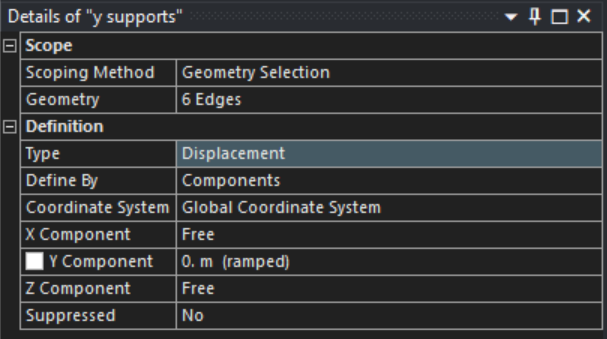 Details of "y supports"
Scope
Scoping Method Geometry Selection
Geometry 6 Edges
Definition
Type Displacement
Define By Components
Coordinate System Global Coordinate System
X Component Free
Y Component 0. m (ramped)
Z Component Free
Suppressed No